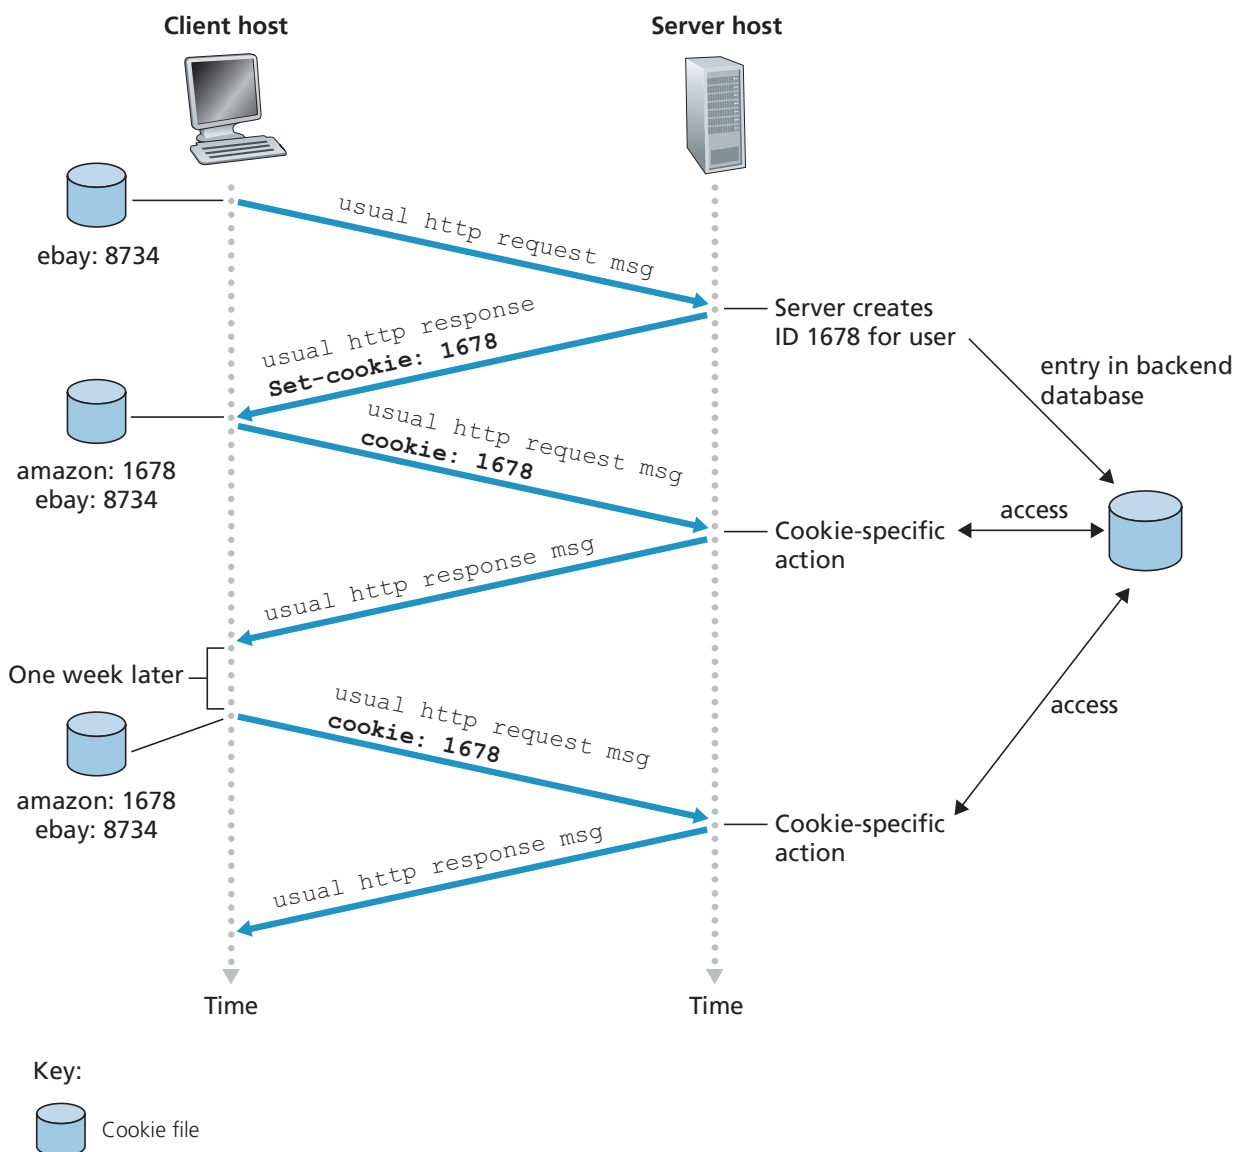 Client host
Server host
usual http request msg
ebay: 8734
Server creates
ID 1678 for user
usual http response
Set-cookie: 1678
entry in backend
database
usual http request msg
cookie: 1678
amazon: 1678
ebay: 8734
access
Cookie-specific
action
usual http response msg
One week later
usual http request msg
cookie: 1678
access
amazon: 1678
ebay: 8734
Cookie-specific
action
usual http response msg
Time
Time
Key:
Cookie file